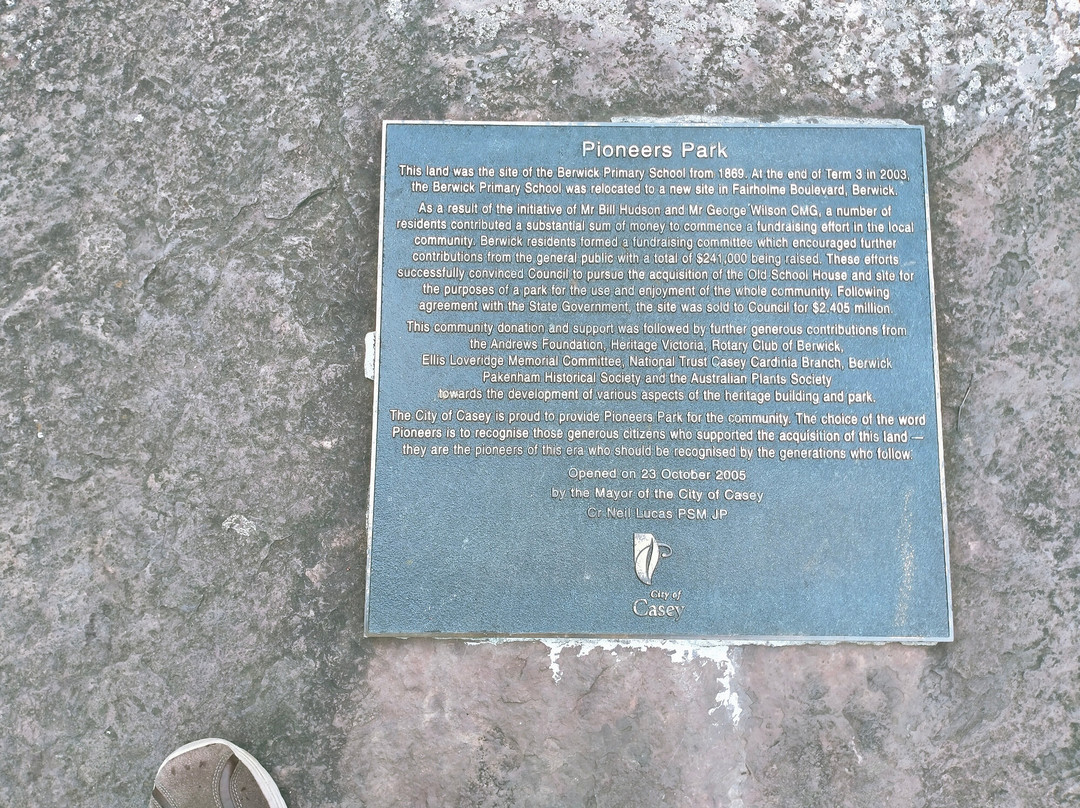 Pioneers Park
This land was the site of the Berwick Primary School from 1869. At the end of Term 3 in 2003,
the Berwick Primary School was relocated to a new site in Fairholme Boulevard, Berwick.
As a result of the initiative of Mr Bill Hudson and Mr George Wilson CMG, a number of
residents contributed a substantial sum of money to commence a fundraising effort in the local
community. Berwick residents formed a fundraising committee which encouraged further
contributions from the general public with a total of $241,000 being raised. These efforts
successfully convinced Council to pursue the acquisition of the Old School House and site for
the purposes of a park for the use and enjoyment of the whole community. Following
agreement with the State Government, the site was sold to Council for $2.405 million.
This community donation and support was followed by further generous contributions from
the Andrews Foundation, Heritage Victoria, Rotary Club of Berwick,
Ellis Loveridge Memorial Committee, National Trust Casey Cardinia Branch, Berwick
Pakenham Historical Society and the Australian Plants Society
towards the development of various aspects of the heritage building and park.
The City of Casey is proud to provide Pioneers Park for the community. The choice of the word
Pioneers is to recognise those generous citizens who supported the acquisition of this land —
they are the pioneers of this era who should be recognised by the generations who follow.
Opened on 23 October 2005
by the Mayor of the City of Casey
Cr Neil Lucas PSM JP
City of
Casey